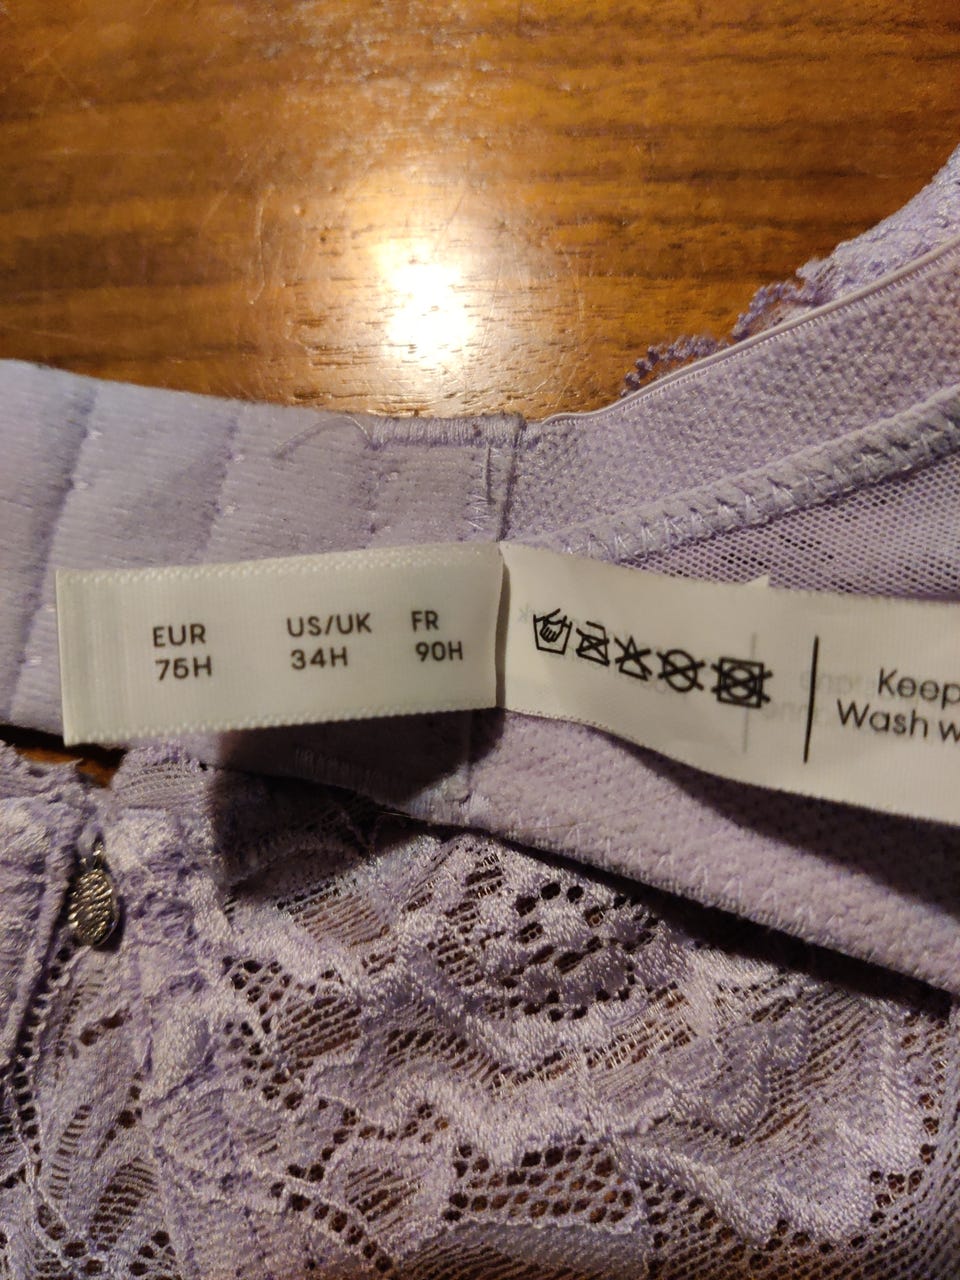 EUR US/UK FR
75H 34H 90H
Keep
Wash w